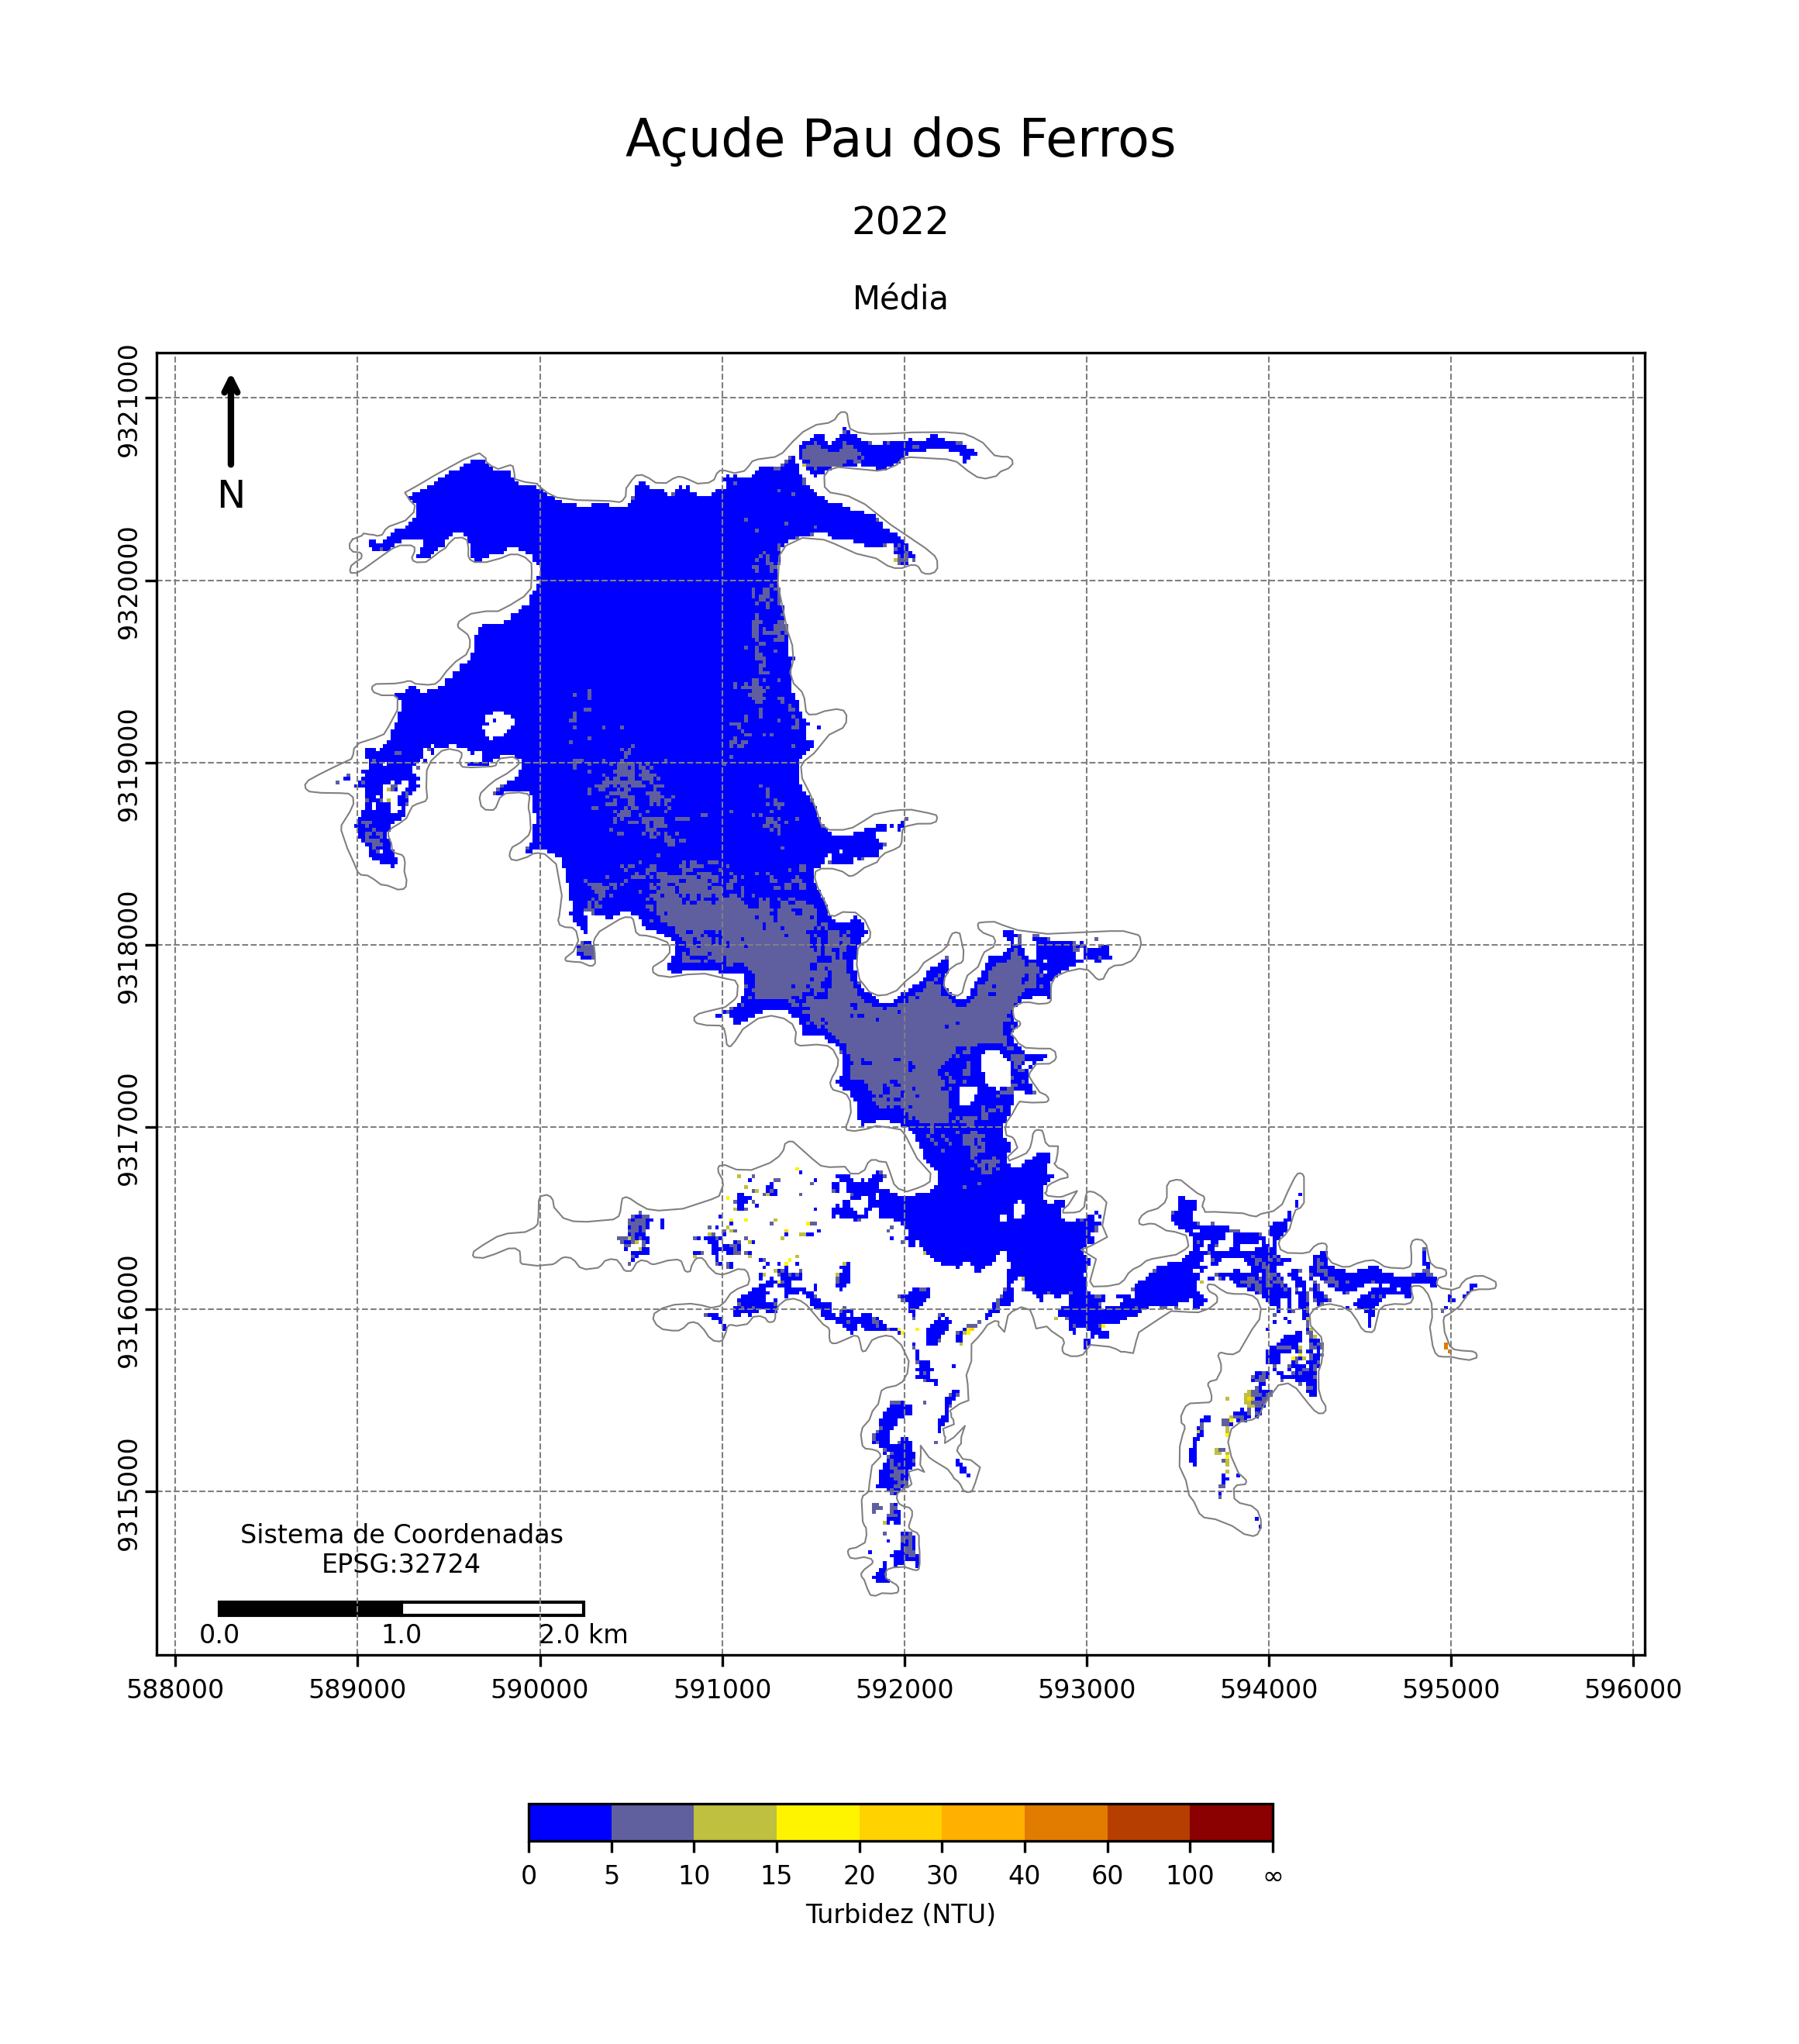 Açude Pau dos Ferros
2022
Média
N
9321000
9320000
9319000
9318000
9317000
9316000
9315000
Sistema de Coordenadas
EPSG:32724
0.0 1.0 2.0 km
588000 589000 590000 591000 592000 593000 594000 595000 596000
0 5 10 15 20 30 40 60 100 ∞
Turbidez (NTU)